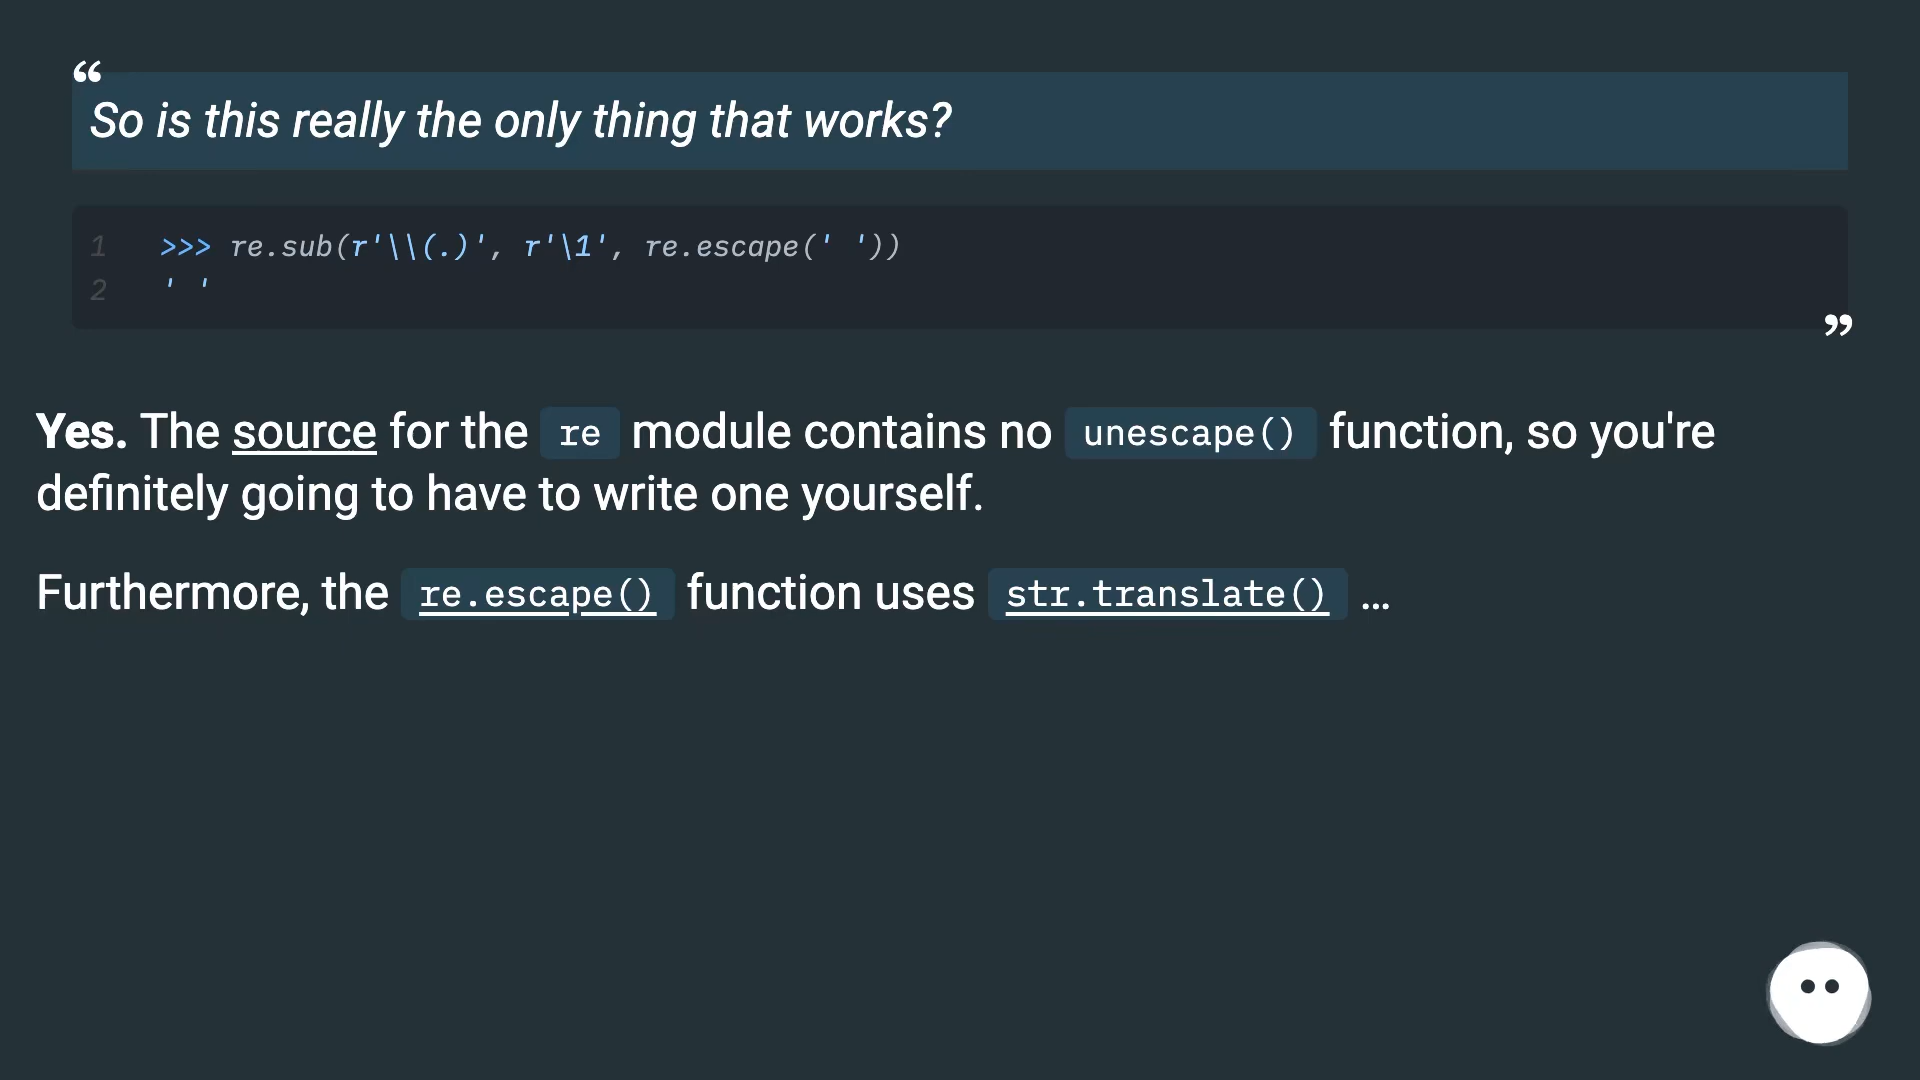 “
So is this really the only thing that works?
1 >>> re.sub(r'\\(.)', r'\1', re.escape(' '))
2 ' '
”
Yes. The source for the re module contains no unescape() function, so you're
definitely going to have to write one yourself.
Furthermore, the re.escape() function uses str.translate() …